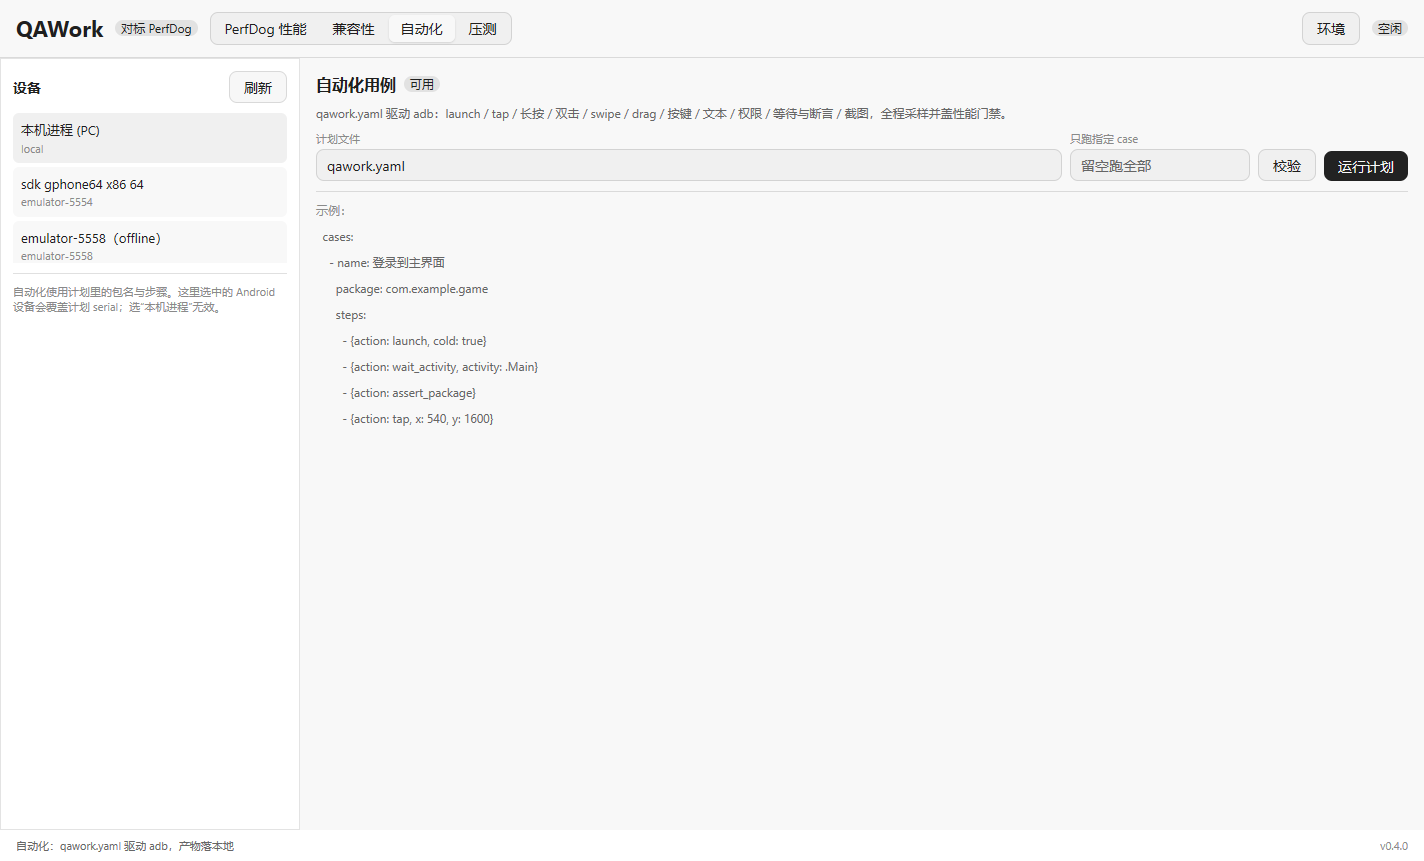 QAWork
对标 PerfDog
PerfDog 性能
兼容性
自动化
压测
环境
空闲
设备
刷新
本机进程 (PC)
local
sdk gphone64 x86 64
emulator-5554
emulator-5558（offline）
emulator-5558
自动化使用计划里的包名与步骤。这里选中的 Android
设备会覆盖计划 serial；选“本机进程”无效。
自动化用例
可用
qawork.yaml 驱动 adb：launch / tap / 长按 / 双击 / swipe / drag / 按键 / 文本 / 权限 / 等待与断言 / 截图，全程采样并盖性能门禁。
计划文件
只跑指定 case
qawork.yaml
留空跑全部
校验
运行计划
示例：
cases:
- name: 登录到主界面
package: com.example.game
steps:
- {action: launch, cold: true}
- {action: wait_activity, activity: .Main}
- {action: assert_package}
- {action: tap, x: 540, y: 1600}
自动化：qawork.yaml 驱动 adb，产物落本地
v0.4.0